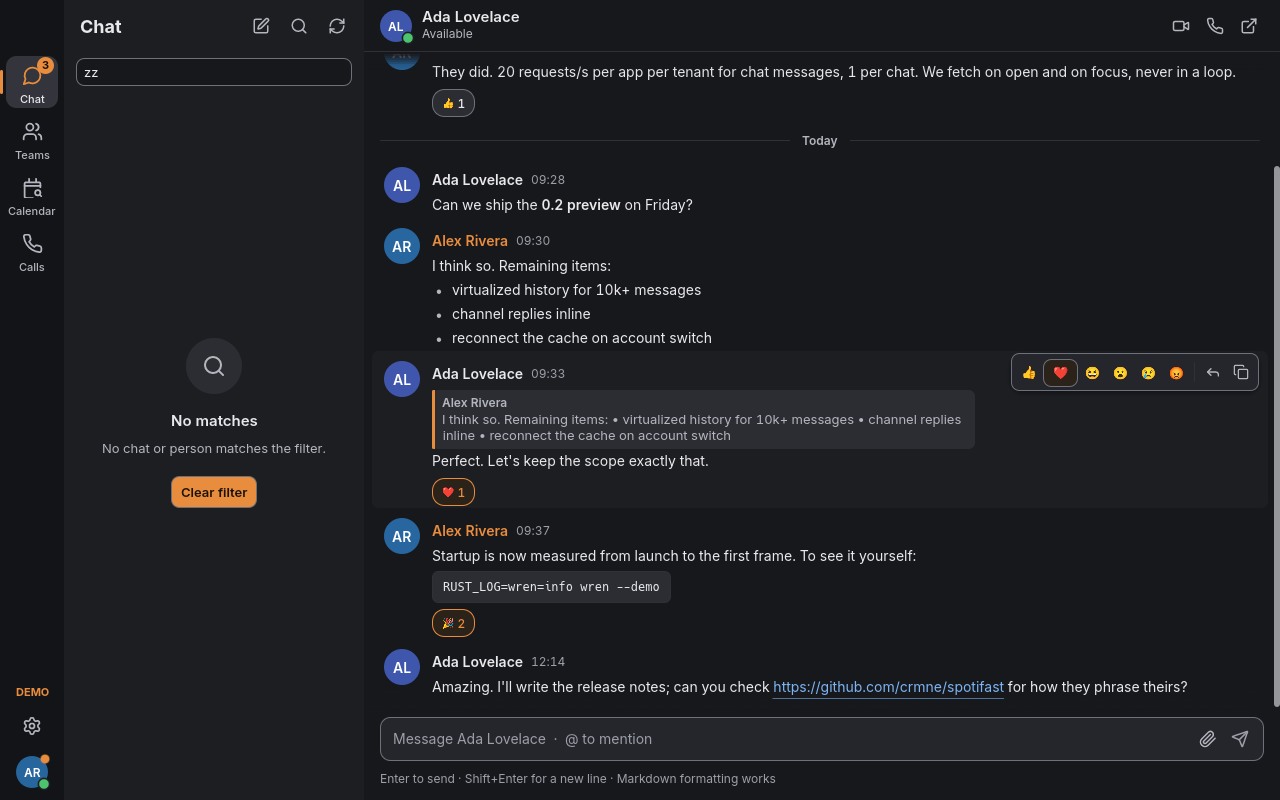 3
Chat
Teams
Calendar
Calls
DEMO
AR
Chat
zz
No matches
No chat or person matches the filter.
Clear filter
AL
Ada Lovelace
Available
They did. 20 requests/s per app per tenant for chat messages, 1 per chat. We fetch on open and on focus, never in a loop.
👍 1
Today
AL
Ada Lovelace 09:28
Can we ship the 0.2 preview on Friday?
AR
Alex Rivera 09:30
I think so. Remaining items:
• virtualized history for 10k+ messages
• channel replies inline
• reconnect the cache on account switch
AL
Ada Lovelace 09:33
Alex Rivera
I think so. Remaining items: • virtualized history for 10k+ messages • channel replies
inline • reconnect the cache on account switch
Perfect. Let's keep the scope exactly that.
❤️ 1
AR
Alex Rivera 09:37
Startup is now measured from launch to the first frame. To see it yourself:
RUST_LOG=wren=info wren --demo
🎉 2
AL
Ada Lovelace 12:14
Amazing. I'll write the release notes; can you check https://github.com/crmne/spotifast for how they phrase theirs?
Message Ada Lovelace · @ to mention
Enter to send · Shift+Enter for a new line · Markdown formatting works